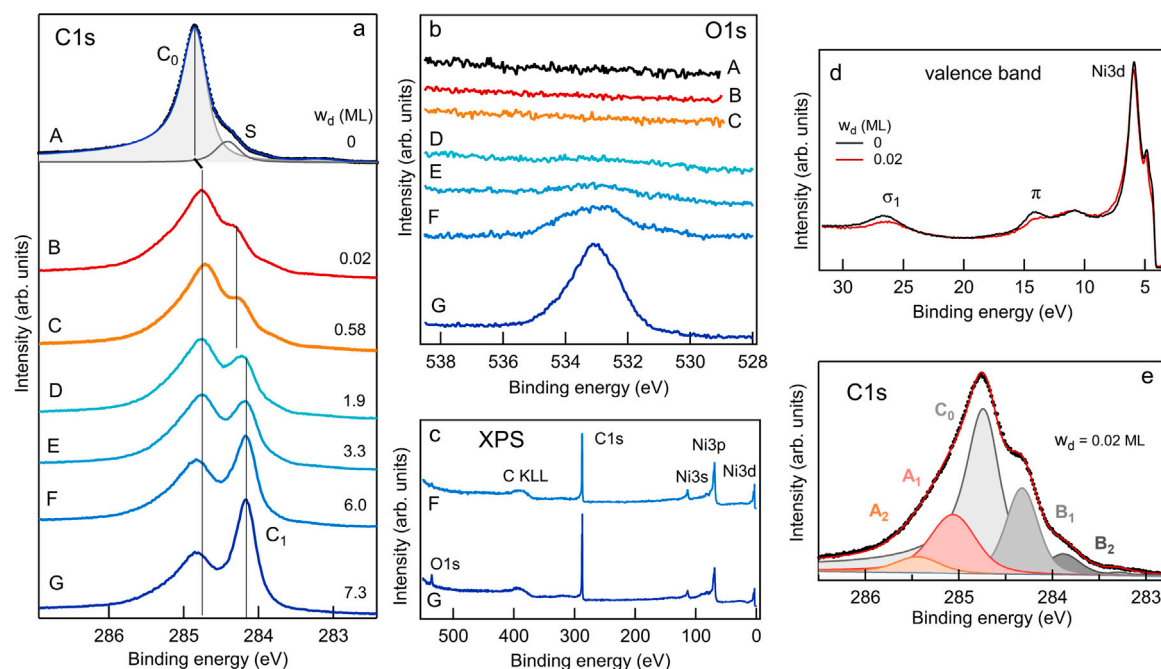 C1s
a
C₀
w_d (ML)
A
S
0
B
0.02
C
0.58
D
1.9
E
3.3
F
6.0
C₁
G
7.3
286
285
284
283
Binding energy (eV)
Intensity (arb. units)
b
O1s
A
B
C
D
E
F
G
538
536
534
532
530
528
Binding energy (eV)
Intensity (arb. units)
c
XPS
C1s
Ni3p
C KLL
Ni3s
Ni3d
F
O1s
G
500
400
300
200
100
0
Binding energy (eV)
Intensity (arb. units)
d
valence band
Ni3d
w_d (ML)
0
0.02
σ₁
π
30
25
20
15
10
5
Binding energy (eV)
Intensity (arb. units)
e
C1s
C₀
w_d = 0.02 ML
A₁
A₂
B₁
B₂
286
285
284
283
Binding energy (eV)
Intensity (arb. units)